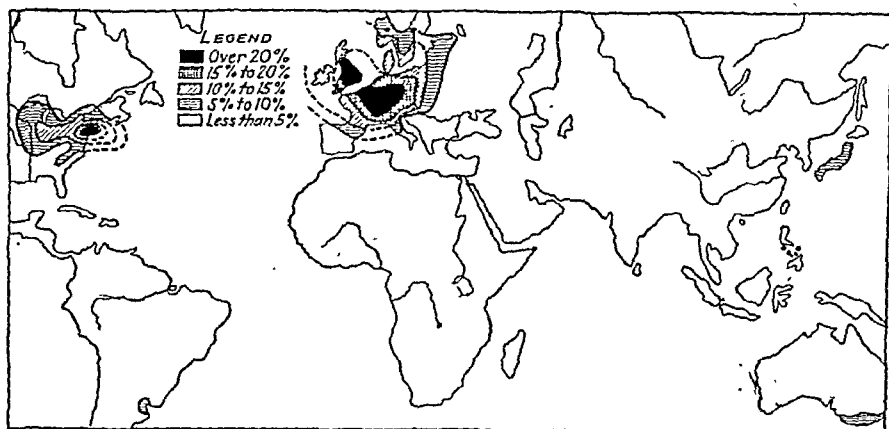 LEGEND
Over 20%
15% to 20%
10% to 15%
5% to 10%
Less than 5%